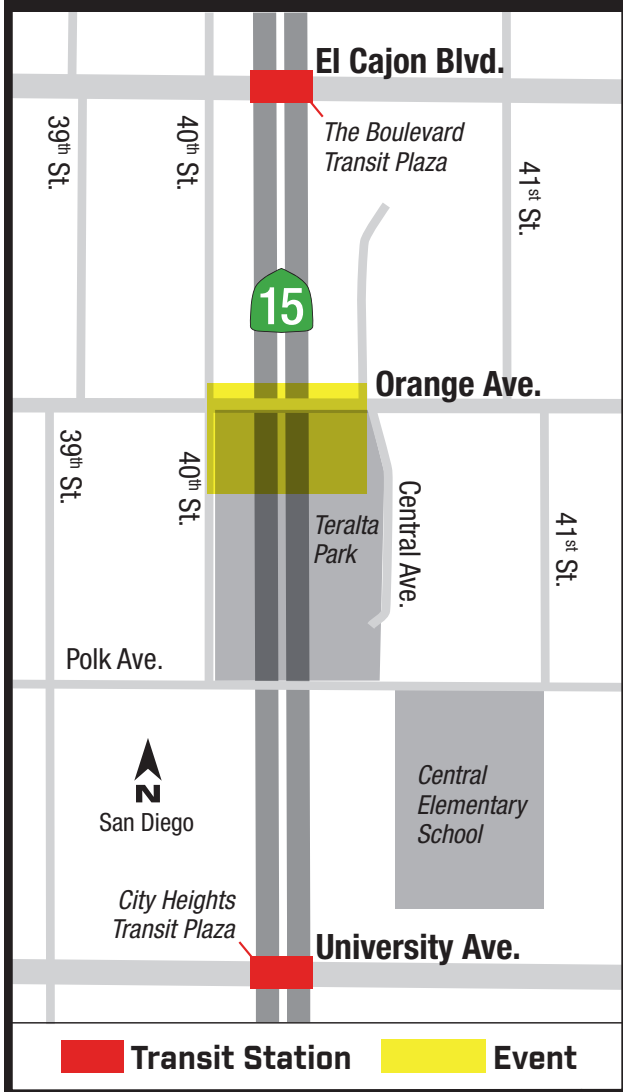 El Cajon Blvd.
The Boulevard
Transit Plaza
39th St.
40th St.
41st St.
15
Orange Ave.
39th St.
40th St.
Teralta
Park
Central Ave.
41st St.
Polk Ave.
N
San Diego
Central
Elementary
School
City Heights
Transit Plaza
University Ave.
Transit Station
Event